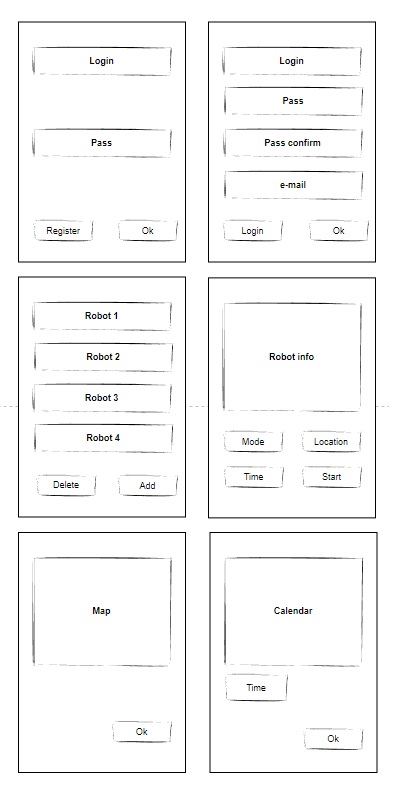 Login
Pass
Register Ok
Login
Pass
Pass confirm
e-mail
Login Ok
Robot 1
Robot 2
Robot 3
Robot 4
Delete Add
Robot info
Mode Location
Time Start
Map
Ok
Calendar
Time
Ok